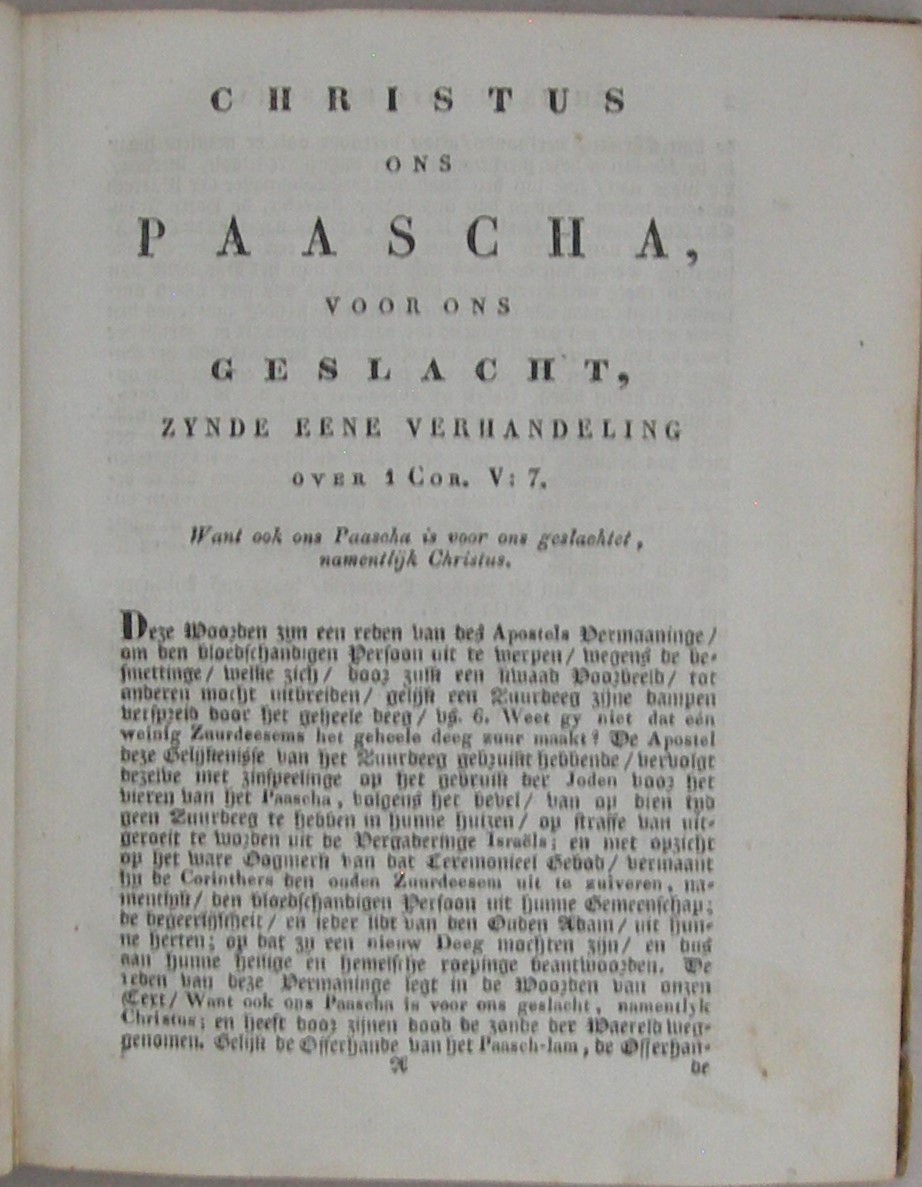 CHRISTUS
ONS
PAASCHA,
VOOR ONS
GESLACHT,
ZYNDE EENE VERHANDELING
OVER 1 COR. V: 7.
Want ook ons Paascha is voor ons geslachtet,
namentlijk Christus.
Deze Woorden zyn een reden van des Apostels Vermaaninge/
om den bloedschandigen Persoon uit te werpen/ wegens de be-
smettinge/ welke zich/ door zulk een kwaad Voorbeeld/ tot
anderen mocht uitbreiden/ gelijk een Zuurdeeg zijne dampen
verspreid door het geheele deeg/ vs. 6. Weet gy niet dat een
weinig Zuurdeesems het geheele deeg zuur maakt? De Apostel
deze Gelijkenisse van het Zuurdeeg gebruikt hebbende/ vervolgt
dezelve met zinspeelinge op het gebruik der Joden voor het
vieren van het Paascha, volgens het bevel/ van op dien tyd
geen Zuurdeeg te hebben in hunne huizen/ op straffe van uit-
geroeit te worden uit de Vergaderinge Israëls; en met opzicht
op het ware Oogmerk van dat Ceremonieel Gebod/ vermaant
hy de Corinthers den ouden Zuurdeesem uit te zuiveren, na-
mentlijk/ den bloedschandigen Persoon uit hunne Gemeenschap;
de begeerlijkheit/ en ieder lidt van den Ouden Adam/ uit hun-
ne herten; op dat zy een nieuw Deeg mochten zijn/ en dus
aan hunne heilige en hemelsche roepinge beantwoorden. De
reden van deze Vermaninge legt in de Woorden van onzen
Text/ Want ook ons Paascha is voor ons geslacht, namentlyk
Christus; en heeft door zijnen dood de zonde der Waereld weg-
genomen. Gelijk de Offerhande van het Paasch-lam, de Offerhan-
A de